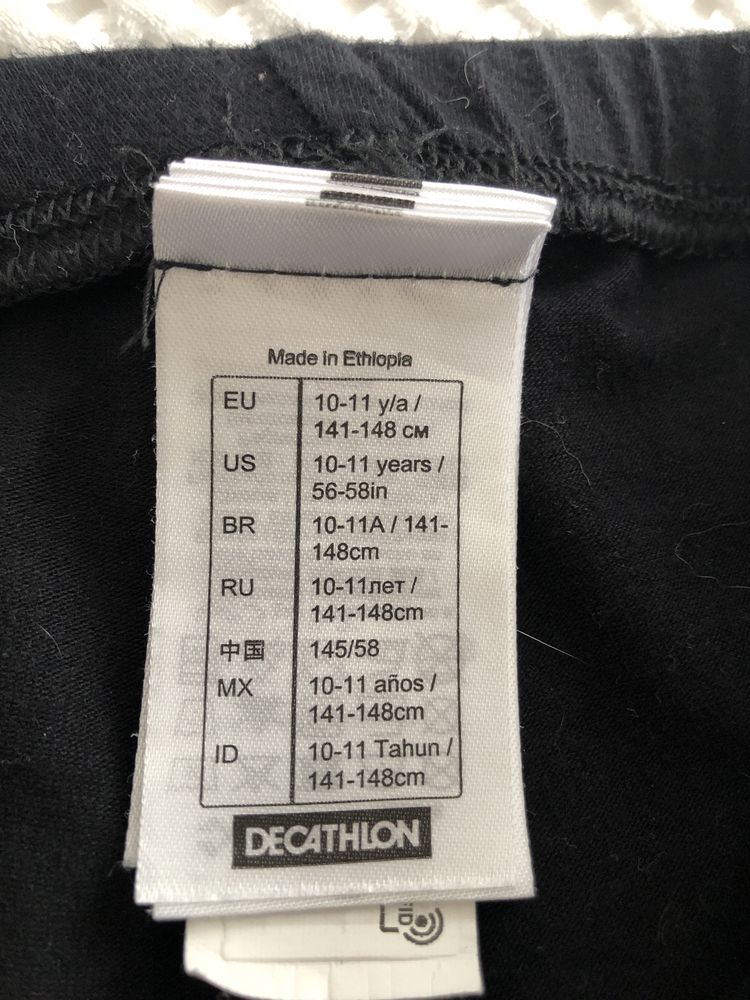 Made in Ethiopia
EU 10-11 y/a /
141-148 см
US 10-11 years /
56-58in
BR 10-11A / 141-
148cm
RU 10-11лет /
141-148cm
中国 145/58
MX 10-11 años /
141-148cm
ID 10-11 Tahun /
141-148cm
DECATHLON